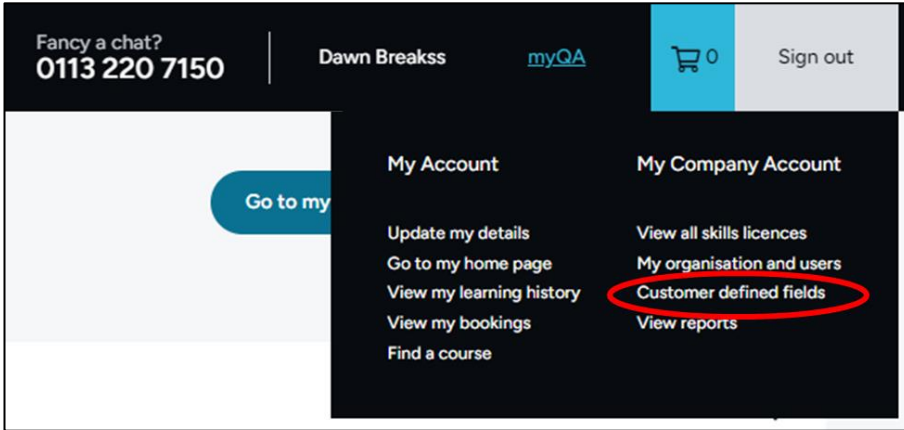 Fancy a chat?
0113 220 7150
Dawn Breakss
myQA
0
Sign out
Go to my
My Account
Update my details
Go to my home page
View my learning history
View my bookings
Find a course
My Company Account
View all skills licences
My organisation and users
Customer defined fields
View reports